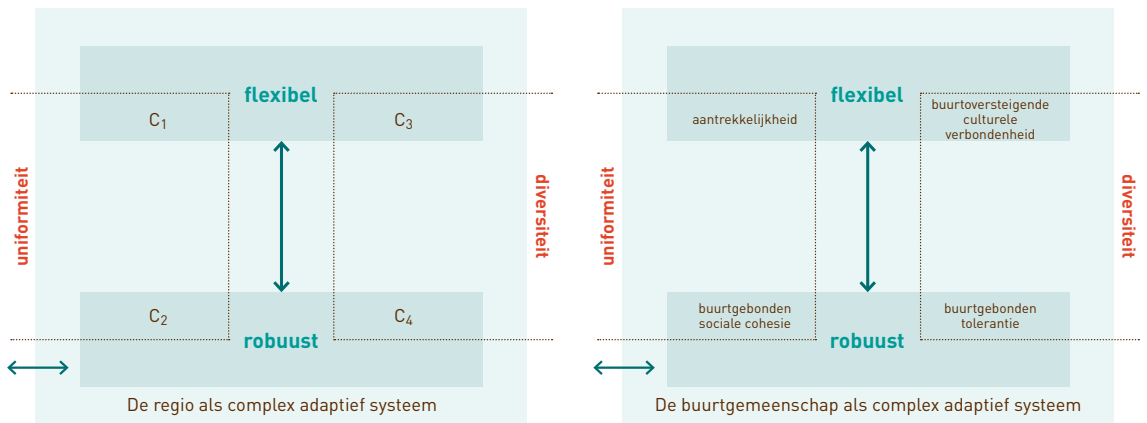 flexibel
C1
C3
uniformiteit
diversiteit
C2
C4
robuust
De regio als complex adaptief systeem
flexibel
aantrekkelijkheid
buurtoversteigende
culturele
verbondenheid
uniformiteit
diversiteit
buurtgebonden
sociale cohesie
buurtgebonden
tolerantie
robuust
De buurtgemeenschap als complex adaptief systeem